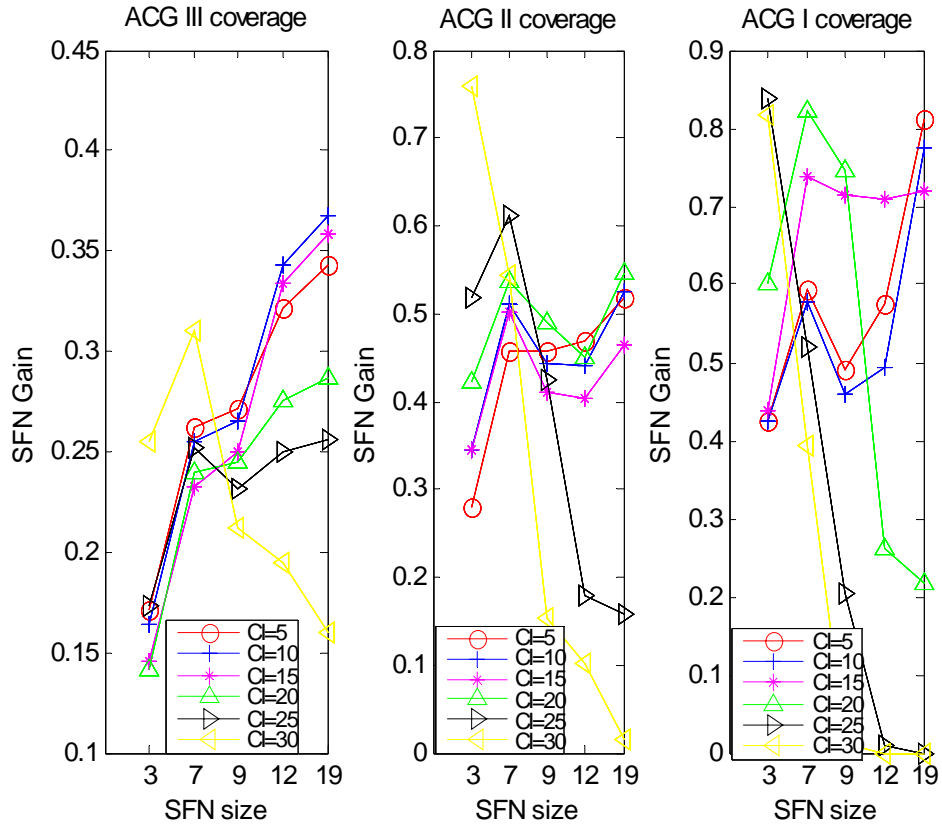 ACG III coverage
0.45
0.4
0.35
0.3
0.25
0.2
0.15
0.1
SFN Gain
3 7 9 12 19
SFN size
CI=5
CI=10
CI=15
CI=20
CI=25
CI=30
ACG II coverage
0.8
0.7
0.6
0.5
0.4
0.3
0.2
0.1
0
SFN Gain
3 7 9 12 19
SFN size
CI=5
CI=10
CI=15
CI=20
CI=25
CI=30
ACG I coverage
0.9
0.8
0.7
0.6
0.5
0.4
0.3
0.2
0.1
0
SFN Gain
3 7 9 12 19
SFN size
CI=5
CI=10
CI=15
CI=20
CI=25
CI=30